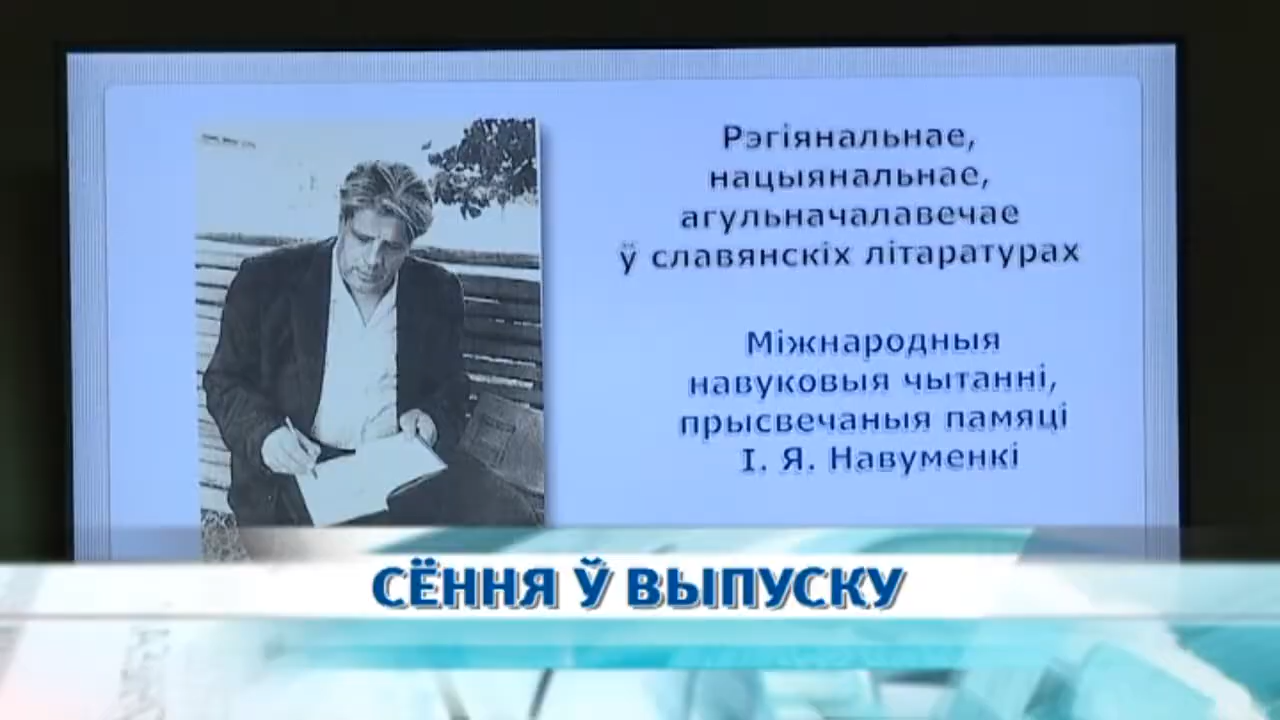 Рэгіянальнае,
нацыянальнае,
агульначалавечае
ў славянскіх літаратурах
Міжнародныя
навуковыя чытанні,
прысвечаныя памяці
І. Я. Навуменкі
СЁННЯ Ў ВЫПУСКУ